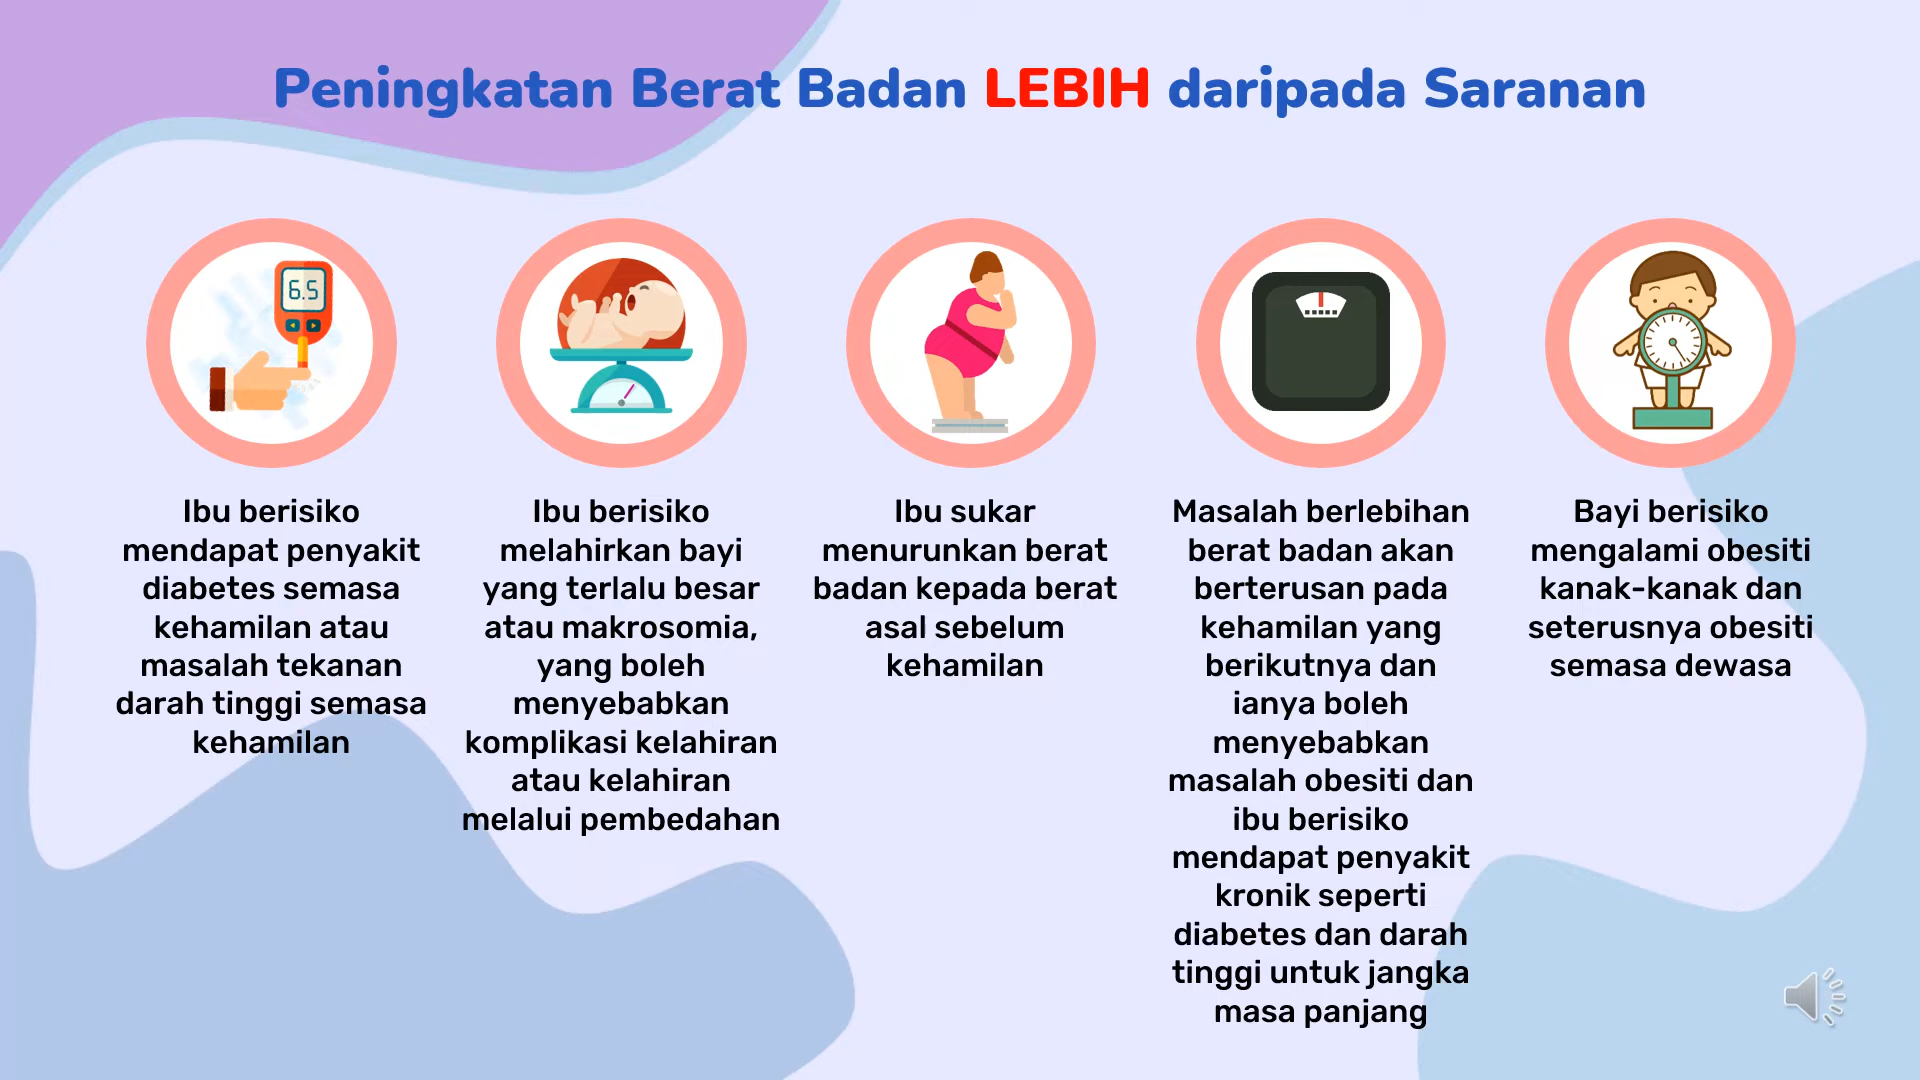 Peningkatan Berat Badan LEBIH daripada Saranan
6.5
Ibu berisiko
mendapat penyakit
diabetes semasa
kehamilan atau
masalah tekanan
darah tinggi semasa
kehamilan
Ibu berisiko
melahirkan bayi
yang terlalu besar
atau makrosomia,
yang boleh
menyebabkan
komplikasi kelahiran
atau kelahiran
melalui pembedahan
Ibu sukar
menurunkan berat
badan kepada berat
asal sebelum
kehamilan
Masalah berlebihan
berat badan akan
berterusan pada
kehamilan yang
berikutnya dan
ianya boleh
menyebabkan
masalah obesiti dan
ibu berisiko
mendapat penyakit
kronik seperti
diabetes dan darah
tinggi untuk jangka
masa panjang
Bayi berisiko
mengalami obesiti
kanak-kanak dan
seterusnya obesiti
semasa dewasa